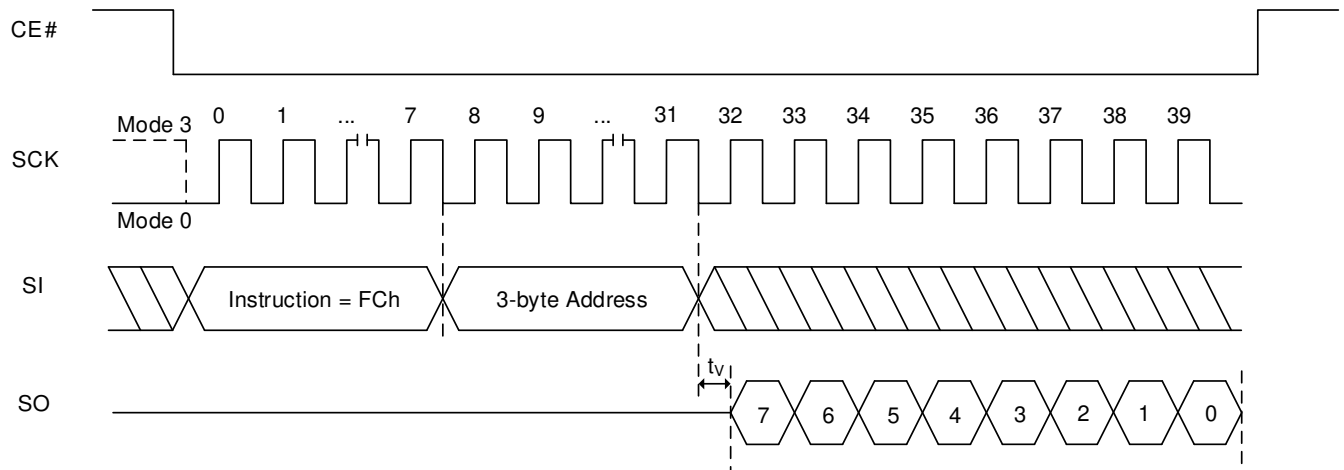 CE#
0 1 ... 7 8 9 ... 31 32 33 34 35 36 37 38 39
Mode 3
SCK
Mode 0
SI
Instruction = FCh 3-byte Address
tV
SO
7 6 5 4 3 2 1 0